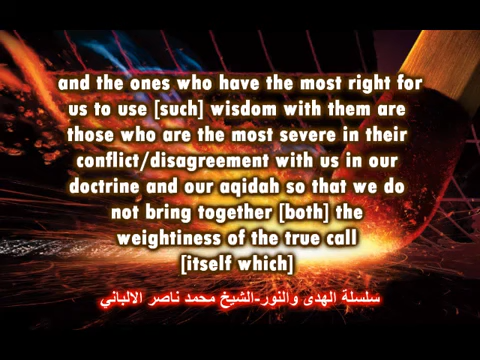 and the ones who have the most right for
us to use [such] wisdom with them are
those who are the most severe in their
conflict/disagreement with us in our
doctrine and our aqidah so that we do
not bring together [both] the
weightiness of the true call
[itself which]
سلسلة الهدى والنور-الشيخ محمد ناصر الالباني